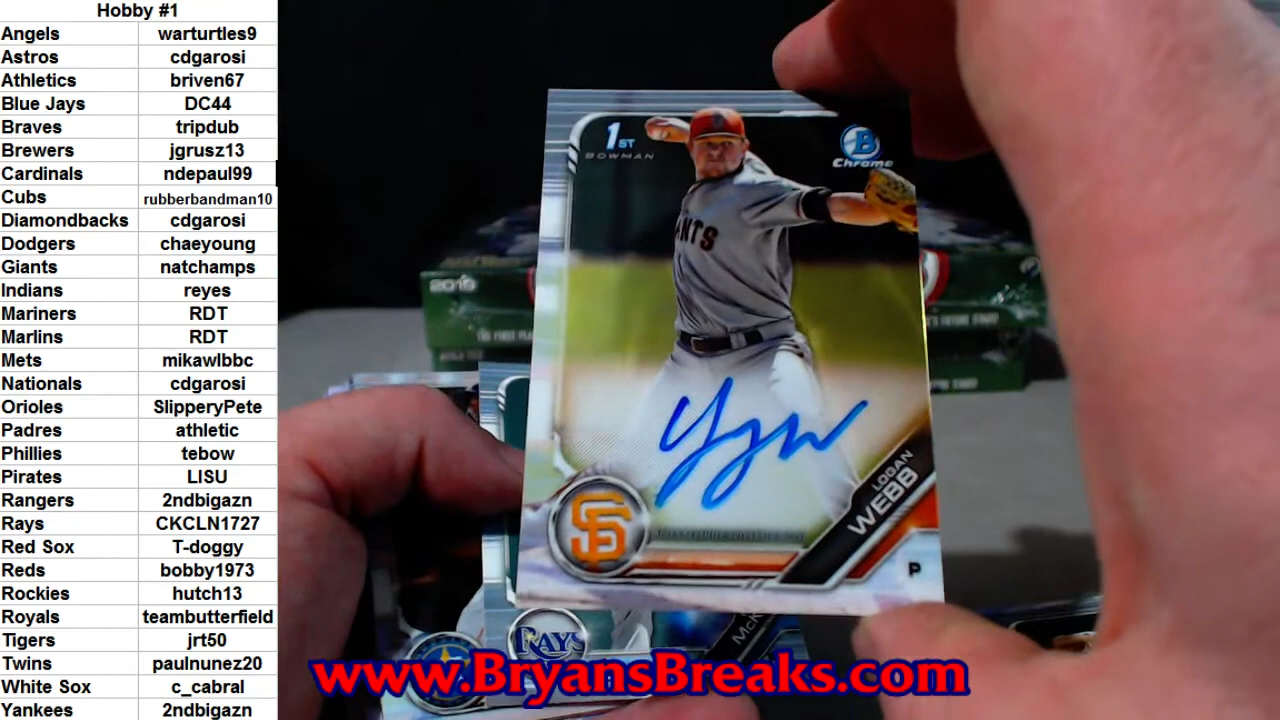 Hobby #1
Angels warturtles9
Astros cdgarosi
Athletics briven67
Blue Jays DC44
Braves tripdub
Brewers jgrusz13
Cardinals ndepaul99
Cubs rubberbandman10
Diamondbacks cdgarosi
Dodgers chaeyoung
Giants natchamps
Indians reyes
Mariners RDT
Marlins RDT
Mets mikawlbbc
Nationals cdgarosi
Orioles SlipperyPete
Padres athletic
Phillies tebow
Pirates LISU
Rangers 2ndbigazn
Rays CKCLN1727
Red Sox T-doggy
Reds bobby1973
Rockies hutch13
Royals teambutterfield
Tigers jrt50
Twins paulnunez20
White Sox c_cabral
Yankees 2ndbigazn
1ST
BOWMAN
B
Chrome
ANTS
2019
THE FIRST
SF
LOGAN
WEBB
P
RAYS
McK
www.BryansBreaks.com